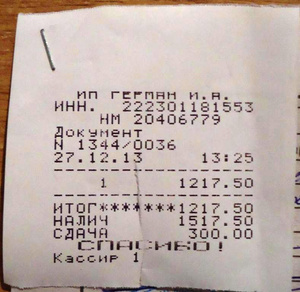 ИП ГЕРМАН И.А.
ИНН. 222301181553
НМ 20406779
Документ
N 1344/0036
27.12.13 13:25
1 1217.50
ИТОГ*******1217.50
НАЛИЧ 1517.50
СДАЧА 300.00
СПАСИБО!
Кассир 1